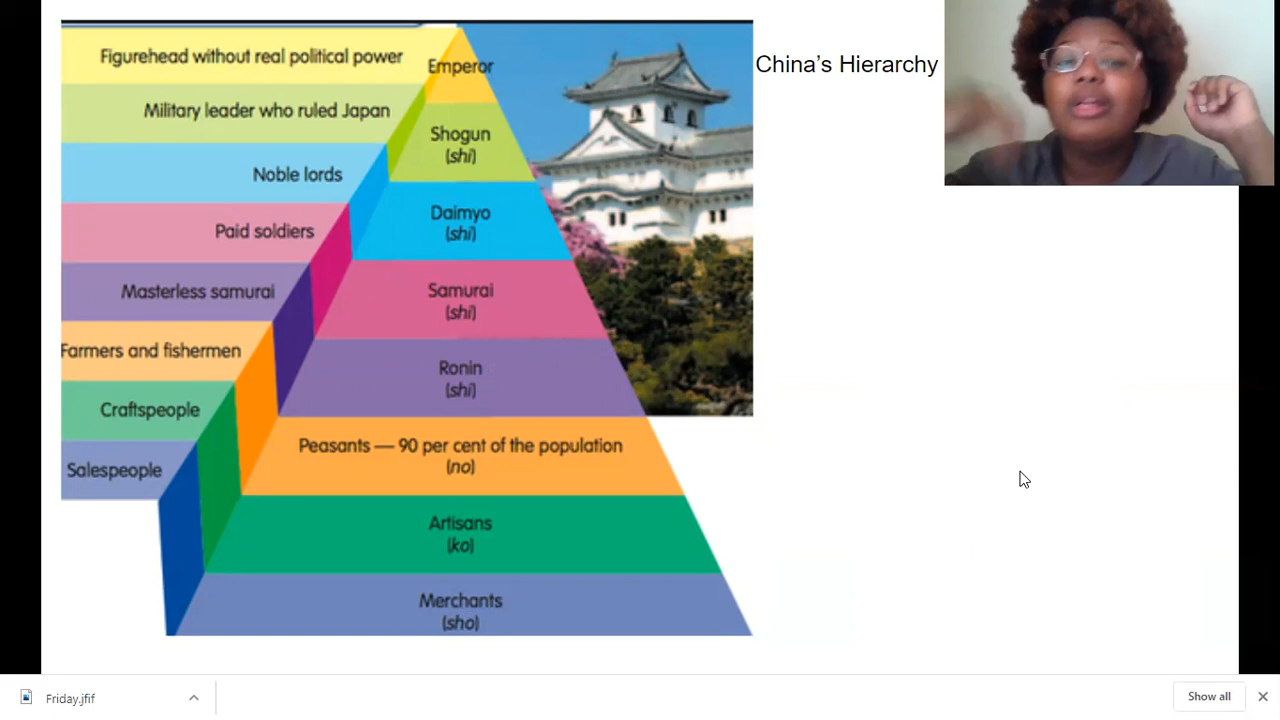 Figurehead without real political power
Emperor
China's Hierarchy
Military leader who ruled Japan
Shogun
(shi)
Noble lords
Daimyo
(shi)
Paid soldiers
Samurai
(shi)
Masterless samurai
Ronin
(shi)
Farmers and fishermen
Peasants — 90 per cent of the population
(no)
Craftspeople
Artisans
(ko)
Salespeople
Merchants
(sho)
Friday.jfif
Show all